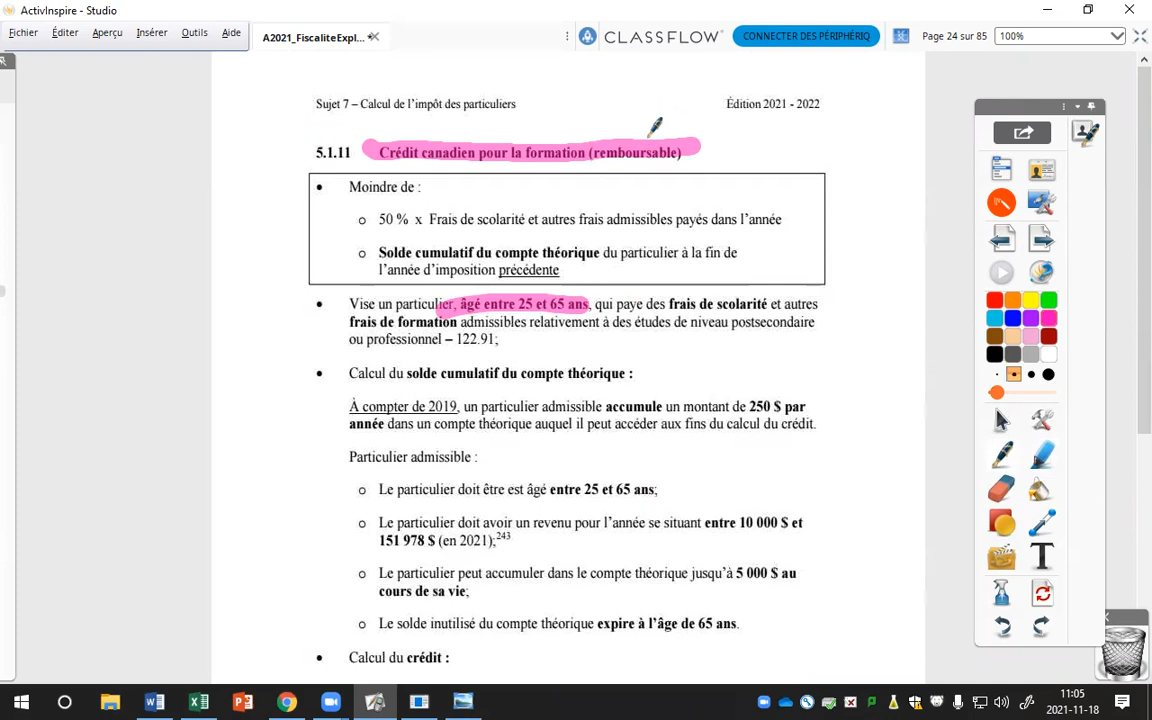 ActivInspire - Studio
Fichier Éditer Aperçu Insérer Outils Aide
A2021_FiscaliteExpl...
CLASSFLOW
CONNECTER DES PÉRIPHÉRIQ
Page 24 sur 85
100%
Sujet 7 – Calcul de l'impôt des particuliers Édition 2021 - 2022
5.1.11 Crédit canadien pour la formation (remboursable)
• Moindre de :
o 50 % x Frais de scolarité et autres frais admissibles payés dans l'année
o Solde cumulatif du compte théorique du particulier à la fin de
l'année d'imposition précédente
• Vise un particulier, âgé entre 25 et 65 ans, qui paye des frais de scolarité et autres
frais de formation admissibles relativement à des études de niveau postsecondaire
ou professionnel – 122.91;
• Calcul du solde cumulatif du compte théorique :
À compter de 2019, un particulier admissible accumule un montant de 250 $ par
année dans un compte théorique auquel il peut accéder aux fins du calcul du crédit.
Particulier admissible :
o Le particulier doit être est âgé entre 25 et 65 ans;
o Le particulier doit avoir un revenu pour l'année se situant entre 10 000 $ et
151 978 $ (en 2021);243
o Le particulier peut accumuler dans le compte théorique jusqu'à 5 000 $ au
cours de sa vie;
o Le solde inutilisé du compte théorique expire à l'âge de 65 ans.
• Calcul du crédit :
11:05
2021-11-18